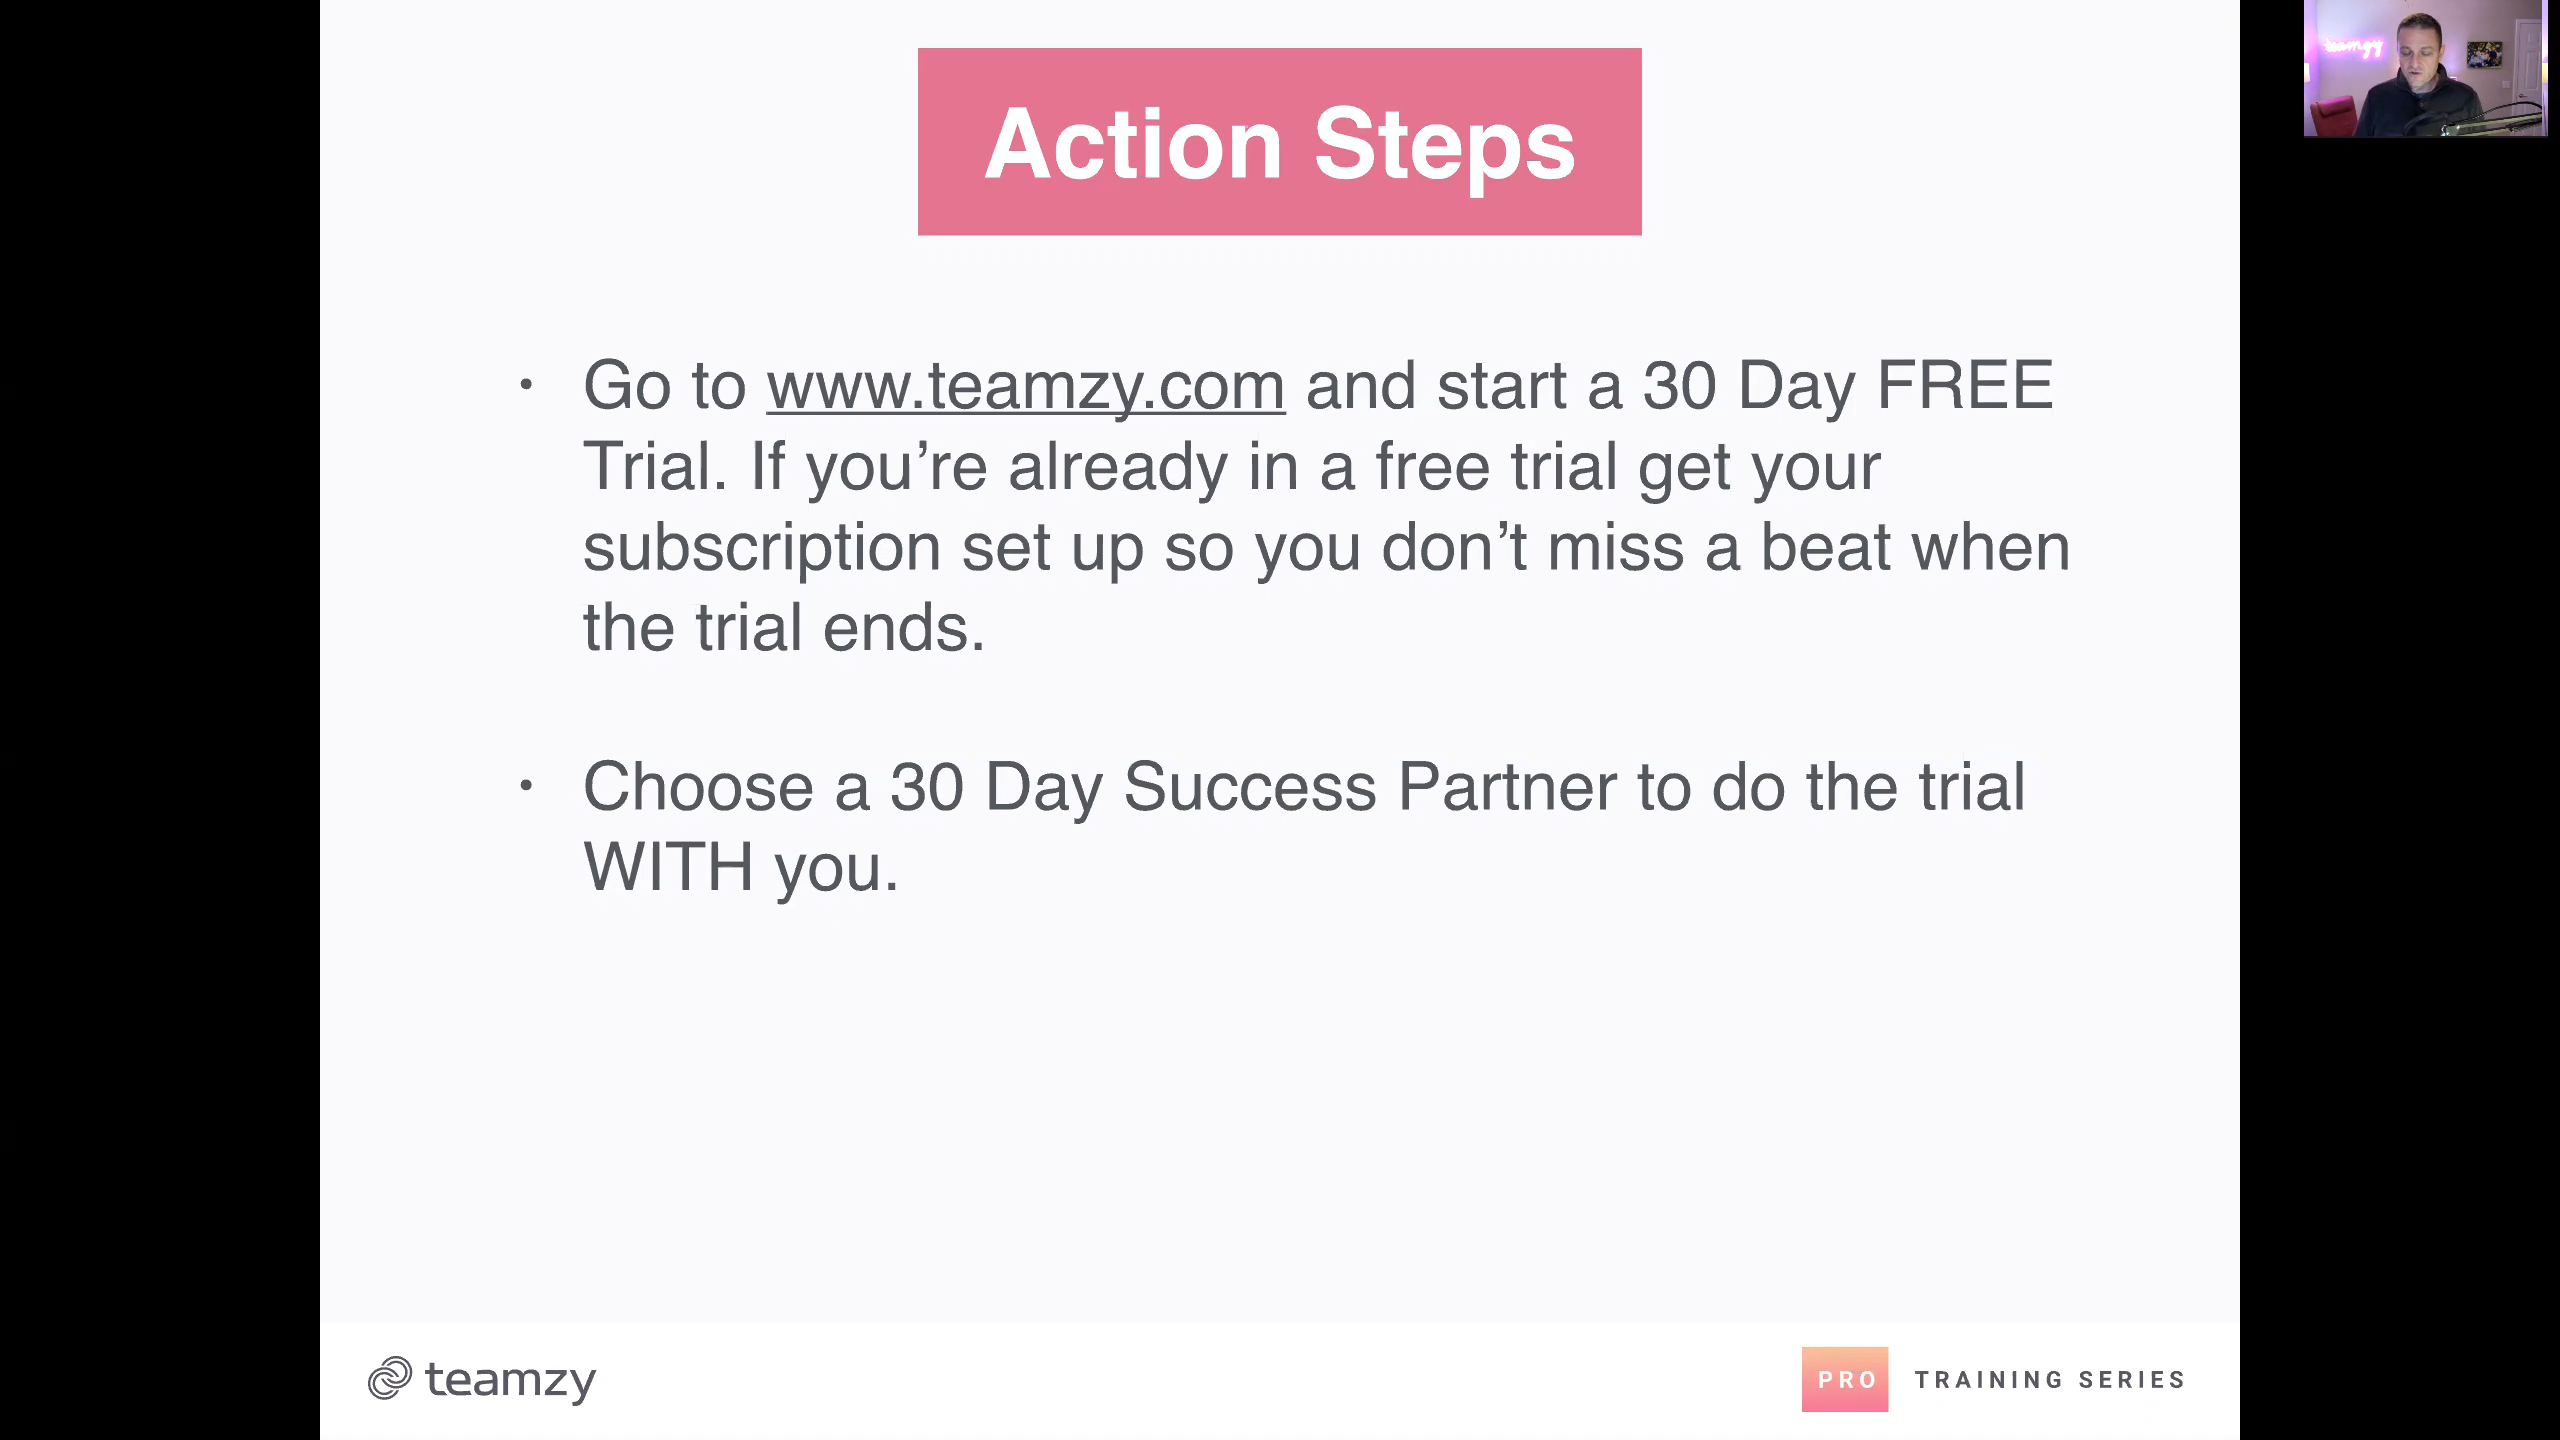 Action Steps
teamzy
• Go to www.teamzy.com and start a 30 Day FREE
Trial. If you’re already in a free trial get your
subscription set up so you don’t miss a beat when
the trial ends.
• Choose a 30 Day Success Partner to do the trial
WITH you.
teamzy
PRO TRAINING SERIES